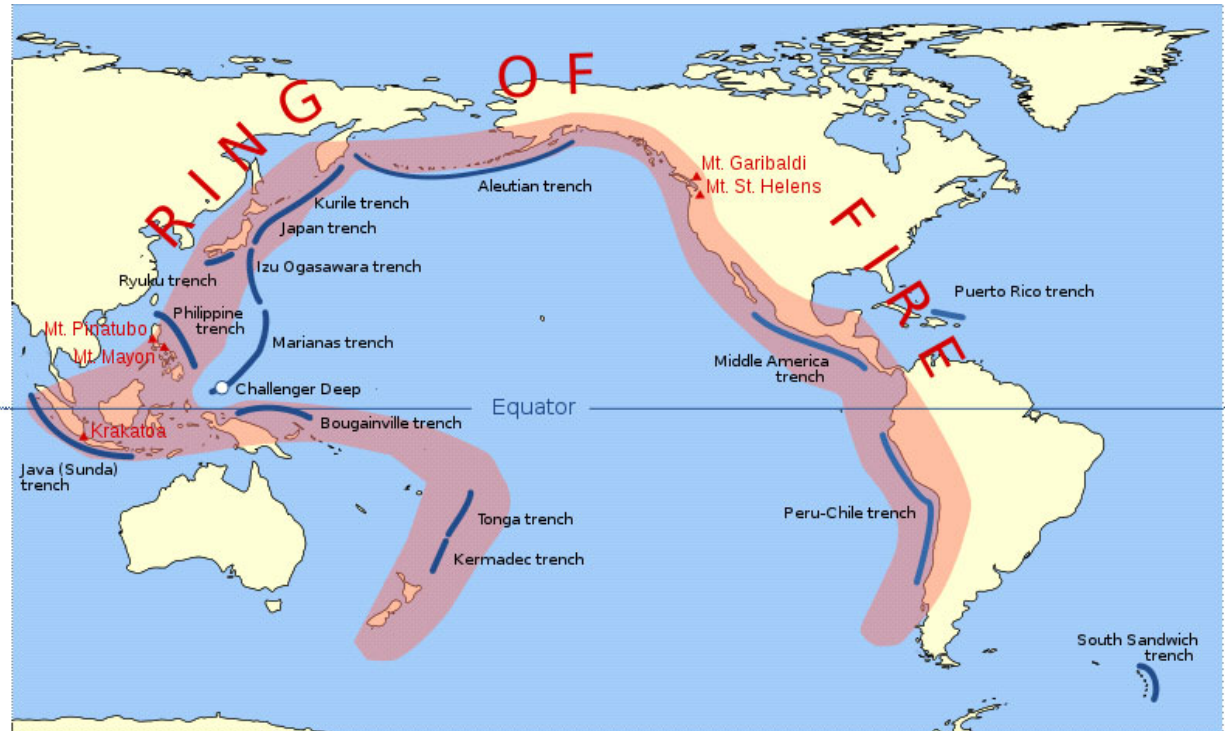 RING OF FIRE
Mt. Garibaldi
Mt. St. Helens
Aleutian trench
Kurile trench
Japan trench
Izu Ogasawara trench
Ryuku trench
Philippine
trench
Puerto Rico trench
Mt. Pinatubo
Mt. Mayon
Marianas trench
Middle America
trench
Challenger Deep
Equator
Bougainville trench
Krakatoa
Java (Sunda)
trench
Peru-Chile trench
Tonga trench
Kermadec trench
South Sandwich
trench